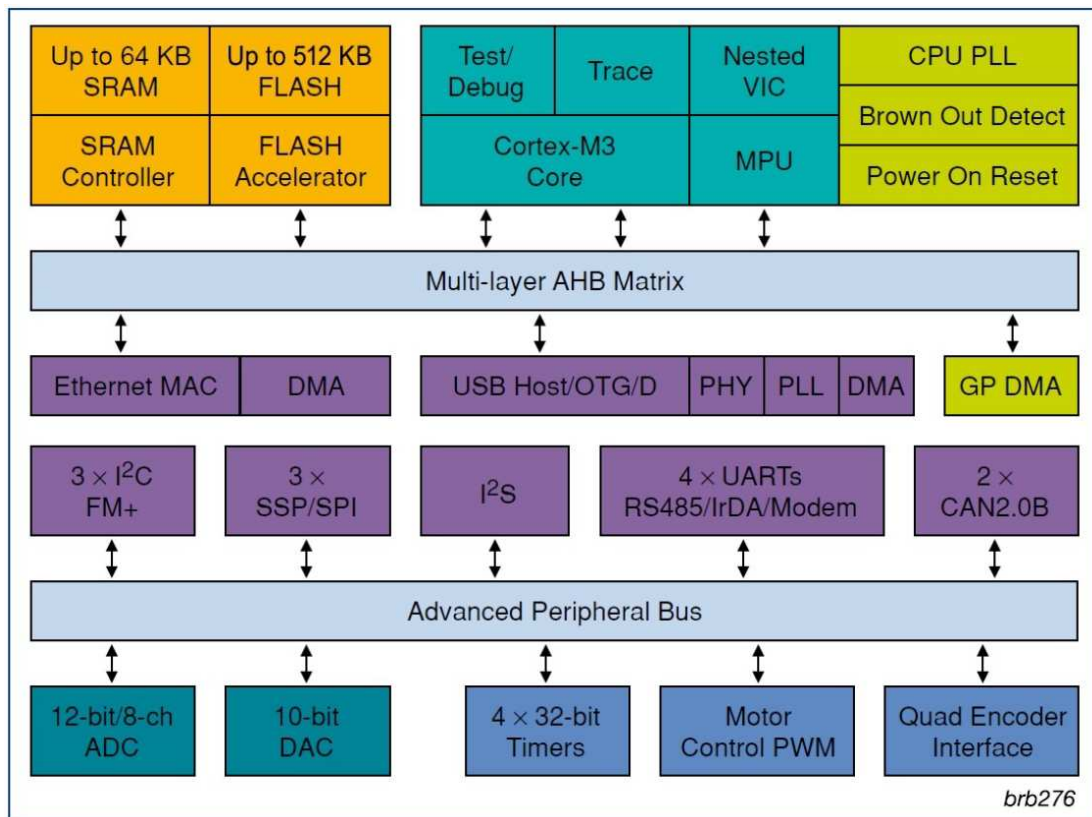 Up to 64 KB
SRAM
Up to 512 KB
FLASH
Test/
Debug
Trace
Nested
VIC
CPU PLL
Brown Out Detect
Power On Reset
SRAM
Controller
FLASH
Accelerator
Cortex-M3
Core
MPU
Multi-layer AHB Matrix
Ethernet MAC
DMA
USB Host/OTG/D
PHY
PLL
DMA
GP DMA
3 × I²C
FM+
3 ×
SSP/SPI
I²S
4 × UARTs
RS485/IrDA/Modem
2 ×
CAN2.0B
Advanced Peripheral Bus
12-bit/8-ch
ADC
10-bit
DAC
4 × 32-bit
Timers
Motor
Control PWM
Quad Encoder
Interface
brb276